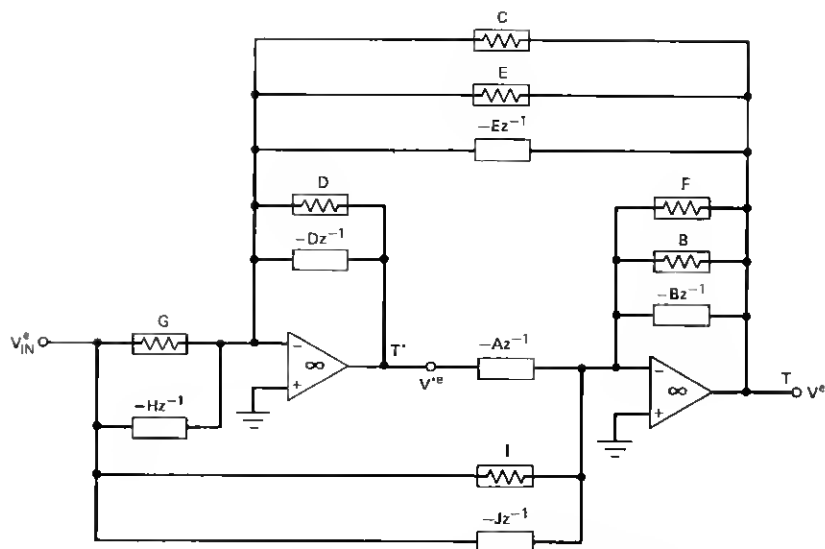 C
E
−Ez⁻¹
D
F
−Dz⁻¹
B
−Bz⁻¹
V^e_IN
G
−
∞
+
T'
V'^e
−Az⁻¹
−
∞
+
T
V^e
−Hz⁻¹
I
−Jz⁻¹